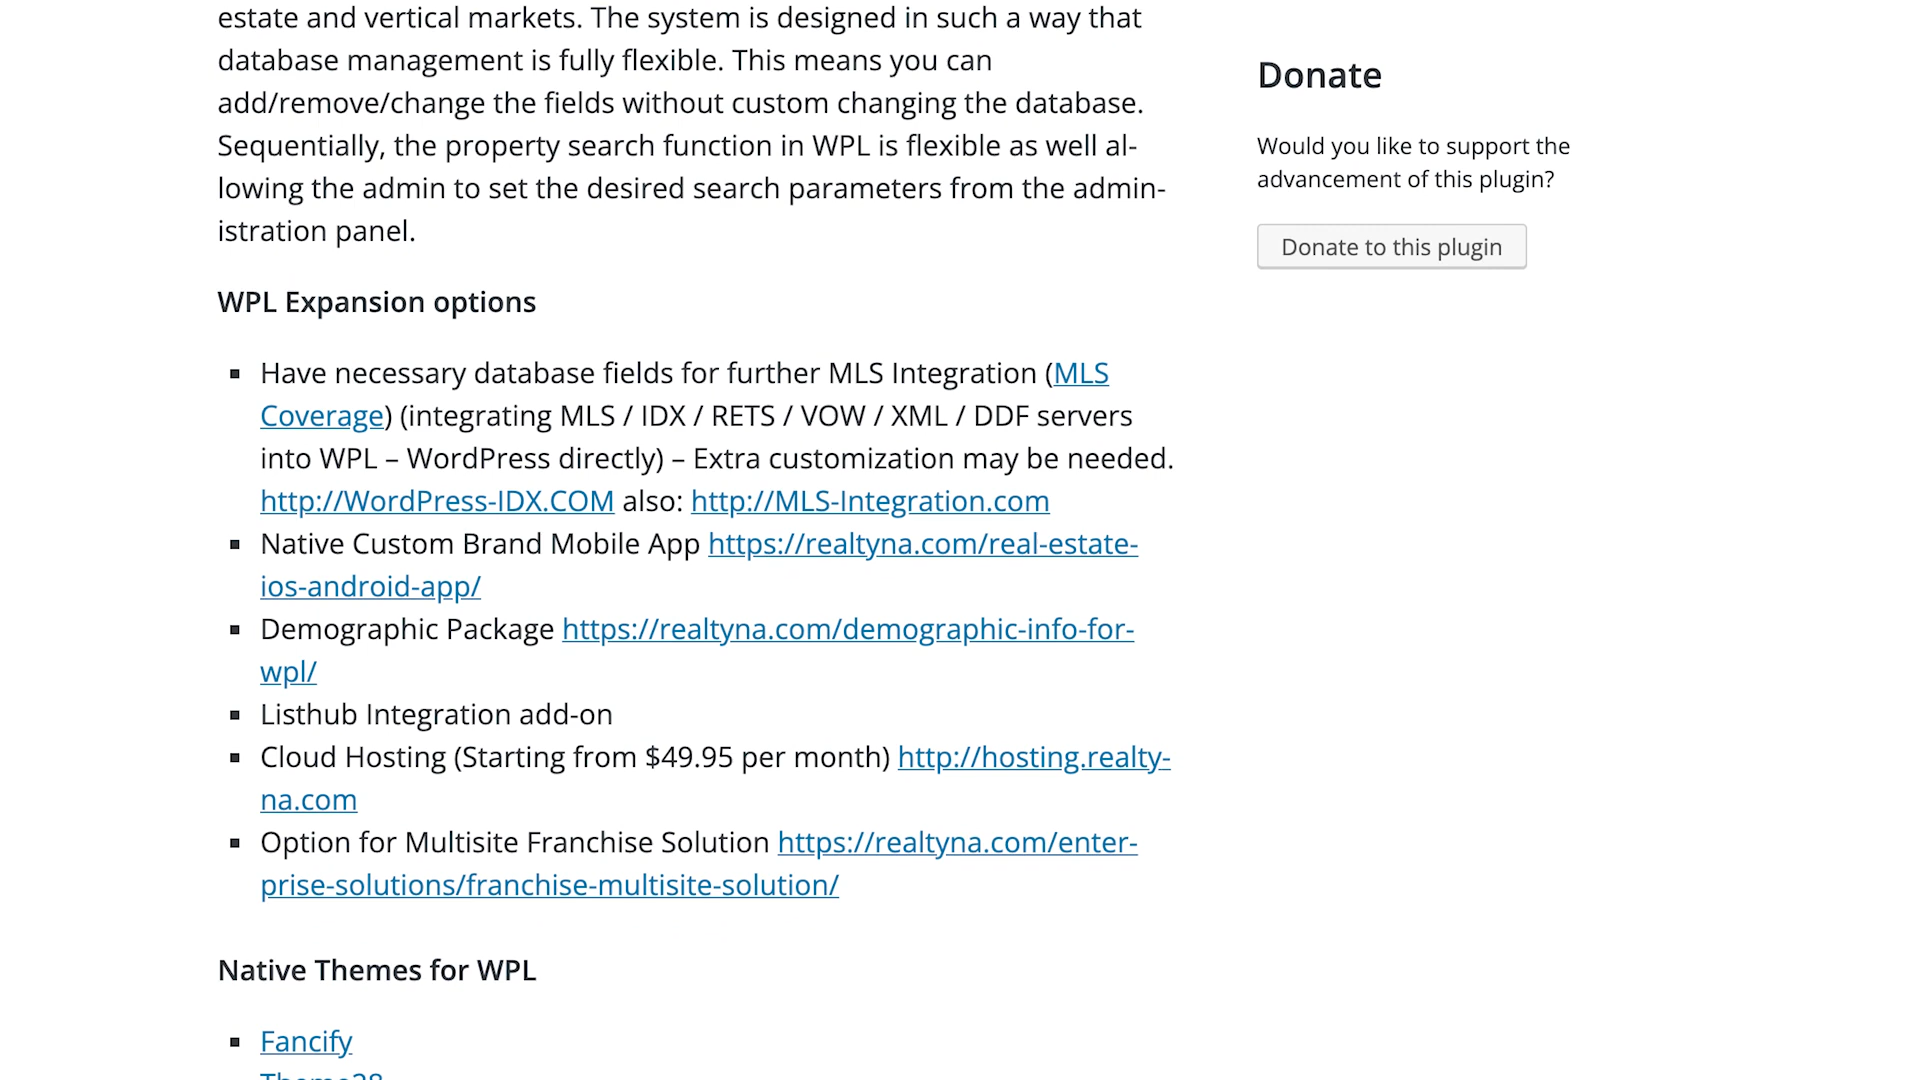 estate and vertical markets. The system is designed in such a way that
database management is fully flexible. This means you can
add/remove/change the fields without custom changing the database.
Sequentially, the property search function in WPL is flexible as well al-
lowing the admin to set the desired search parameters from the admin-
istration panel.
WPL Expansion options
▪ Have necessary database fields for further MLS Integration (MLS
Coverage) (integrating MLS / IDX / RETS / VOW / XML / DDF servers
into WPL – WordPress directly) – Extra customization may be needed.
http://WordPress-IDX.COM also: http://MLS-Integration.com
▪ Native Custom Brand Mobile App https://realtyna.com/real-estate-
ios-android-app/
▪ Demographic Package https://realtyna.com/demographic-info-for-
wpl/
▪ Listhub Integration add-on
▪ Cloud Hosting (Starting from $49.95 per month) http://hosting.realty-
na.com
▪ Option for Multisite Franchise Solution https://realtyna.com/enter-
prise-solutions/franchise-multisite-solution/
Native Themes for WPL
▪ Fancify
Donate
Would you like to support the
advancement of this plugin?
Donate to this plugin